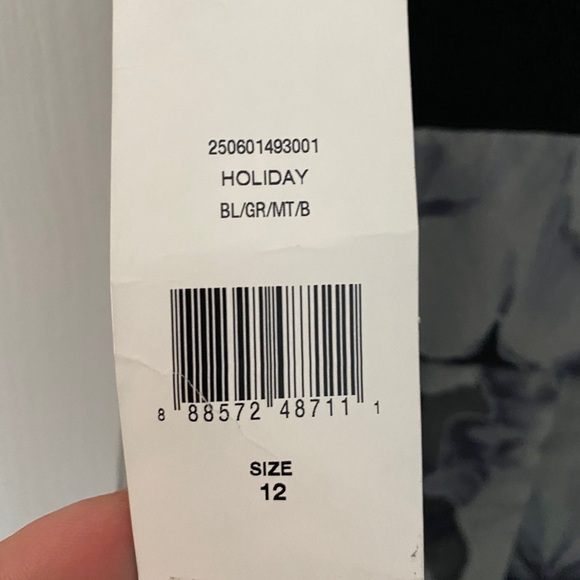 250601493001
HOLIDAY
BL/GR/MT/B
8 88572 48711 1
SIZE
12